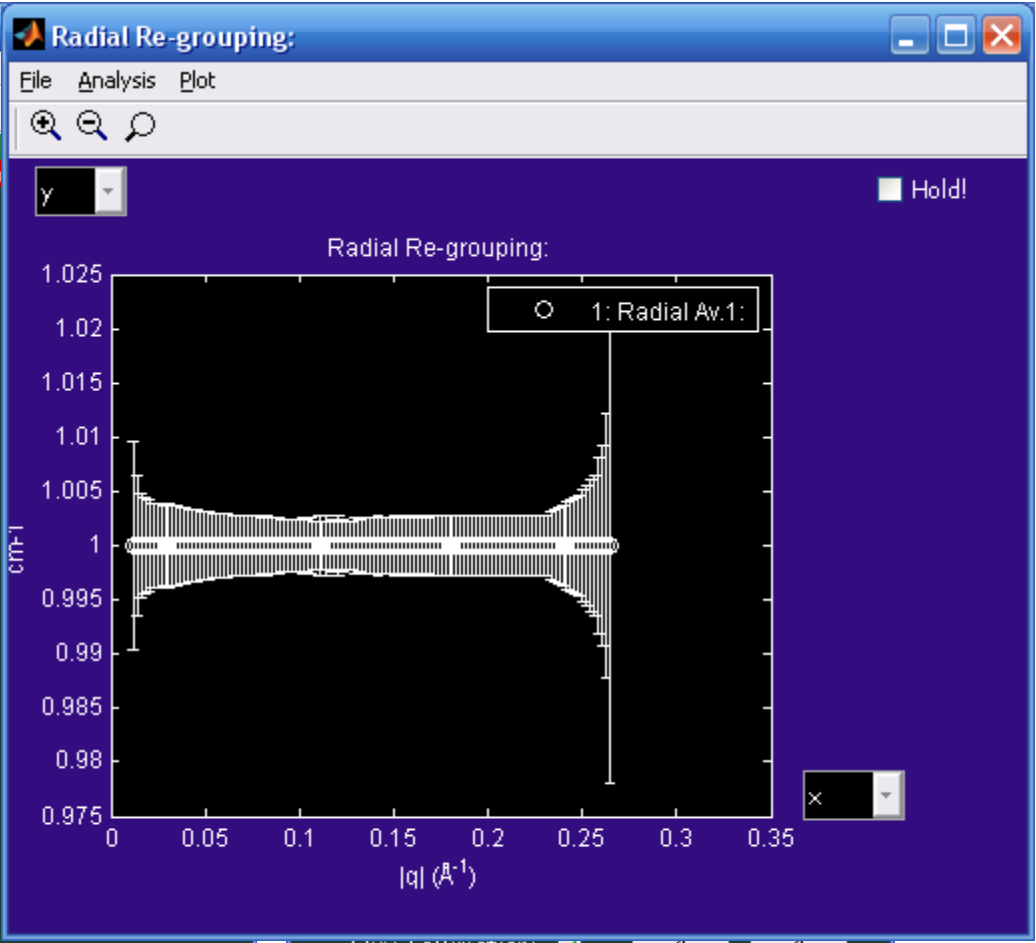 Radial Re-grouping:
File Analysis Plot
y
Hold!
Radial Re-grouping:
1: Radial Av.1:
1.025
1.02
1.015
1.01
1.005
1
0.995
0.99
0.985
0.98
0.975
cm-1
x
0 0.05 0.1 0.15 0.2 0.25 0.3 0.35
|q| (Å⁻¹)